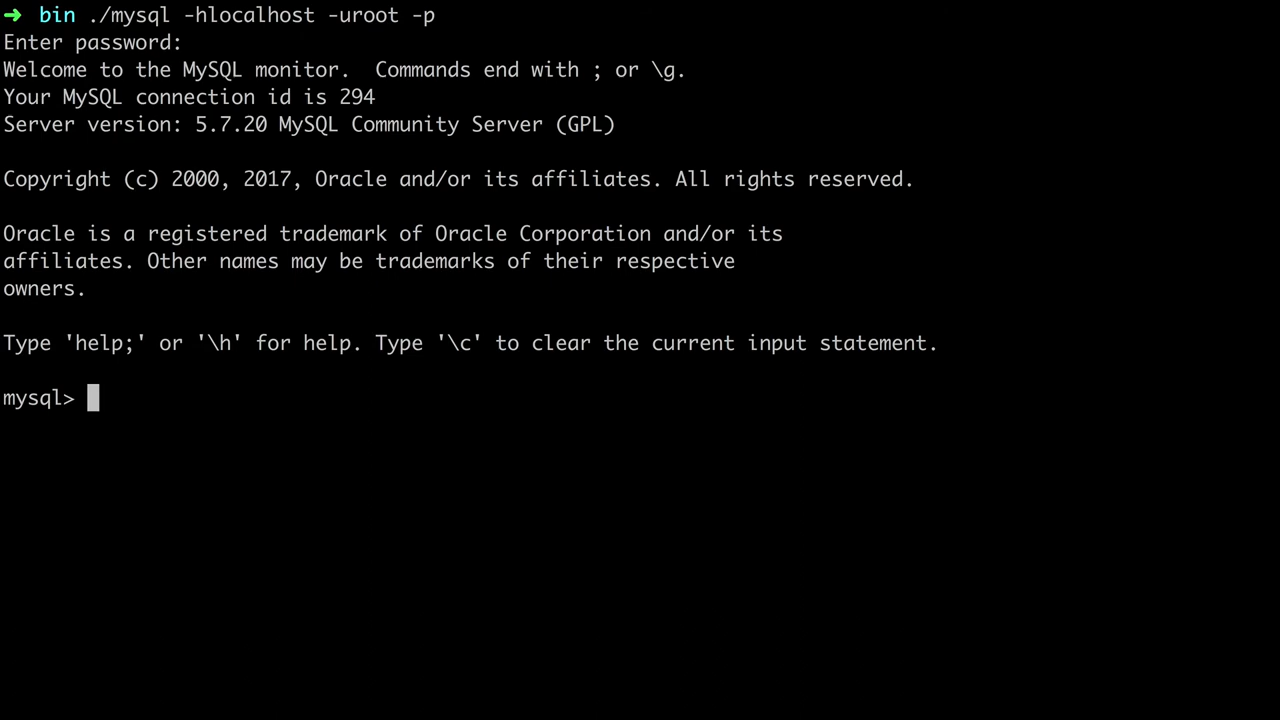 ➜  bin ./mysql -hlocalhost -uroot -p
Enter password:
Welcome to the MySQL monitor.  Commands end with ; or \g.
Your MySQL connection id is 294
Server version: 5.7.20 MySQL Community Server (GPL)
Copyright (c) 2000, 2017, Oracle and/or its affiliates. All rights reserved.
Oracle is a registered trademark of Oracle Corporation and/or its
affiliates. Other names may be trademarks of their respective
owners.
Type 'help;' or '\h' for help. Type '\c' to clear the current input statement.
mysql>